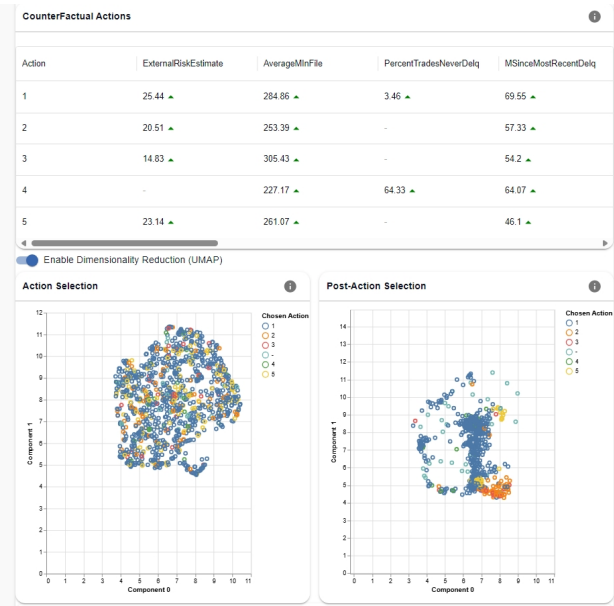 CounterFactual Actions
Action ExternalRiskEstimate AverageMInFile PercentTradesNeverDelq MSinceMostRecentDelq
1 25.44 284.86 3.46 69.55
2 20.51 253.39 - 57.33
3 14.83 305.43 - 54.2
4 - 227.17 64.33 64.07
5 23.14 261.07 - 46.1
Enable Dimensionality Reduction (UMAP)
Action Selection
12
11
10
9
8
7
6
5
4
3
2
1
0
Component 1
0 1 2 3 4 5 6 7 8 9 10 11
Component 0
Chosen Action
1
2
3
-
4
5
Post-Action Selection
14
13
12
11
10
9
8
7
6
5
4
3
2
1
0
Component 1
0 1 2 3 4 5 6 7 8 9 10 11
Component 0
Chosen Action
1
2
3
-
4
5